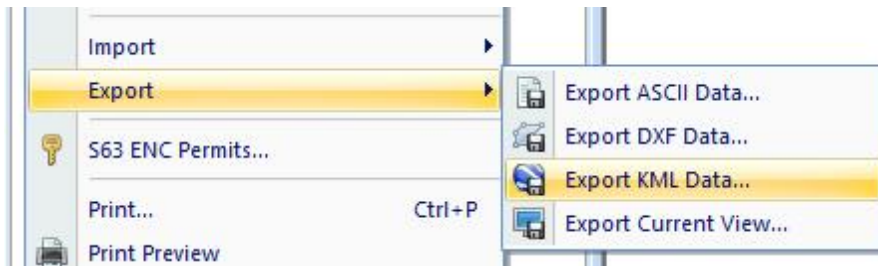 Import
Export
S63 ENC Permits...
Print... Ctrl+P
Print Preview
Export ASCII Data...
Export DXF Data...
Export KML Data...
Export Current View...